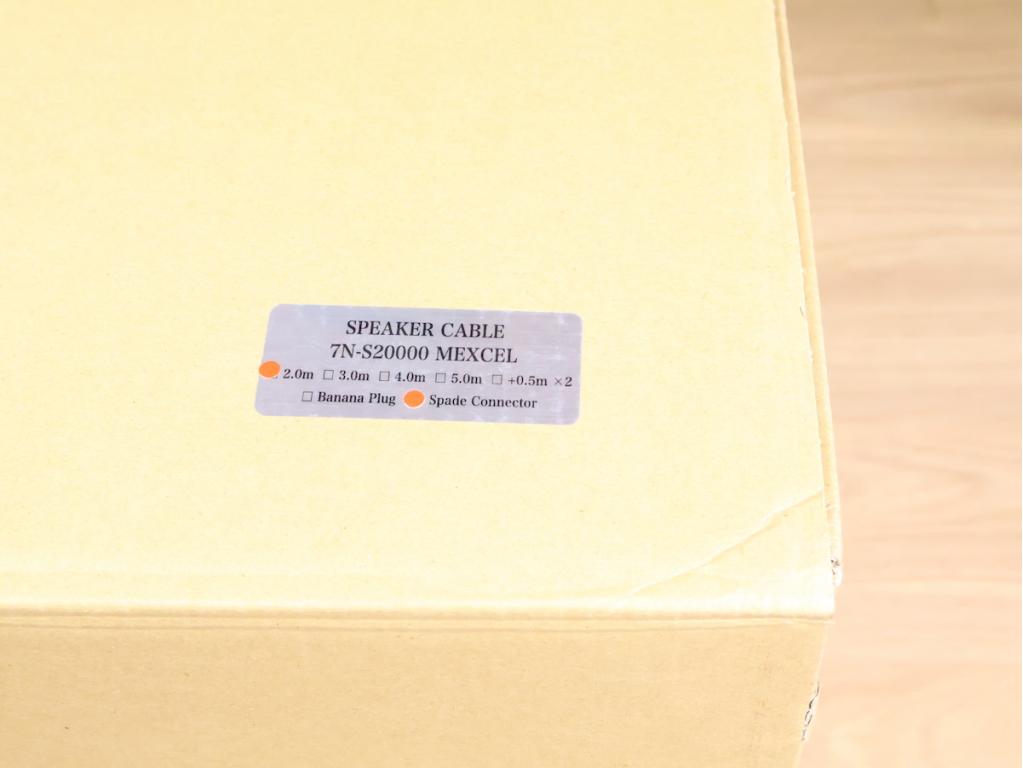 SPEAKER CABLE
7N-S20000 MEXCEL
2.0m □ 3.0m □ 4.0m □ 5.0m □ +0.5m ×2
□ Banana Plug Spade Connector